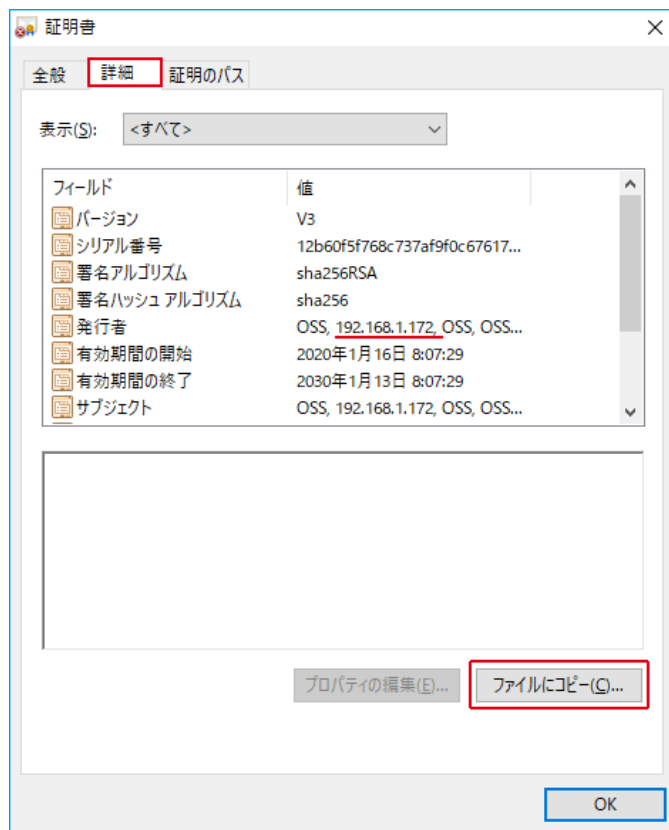 証明書
全般 詳細 証明のパス
表示(S): <すべて>
フィールド 値
バージョン V3
シリアル番号 12b60f5f768c737af9f0c67617...
署名アルゴリズム sha256RSA
署名ハッシュ アルゴリズム sha256
発行者 OSS, 192.168.1.172, OSS, OSS...
有効期間の開始 2020年1月16日 8:07:29
有効期間の終了 2030年1月13日 8:07:29
サブジェクト OSS, 192.168.1.172, OSS, OSS...
プロパティの編集(E)... ファイルにコピー(C)...
OK